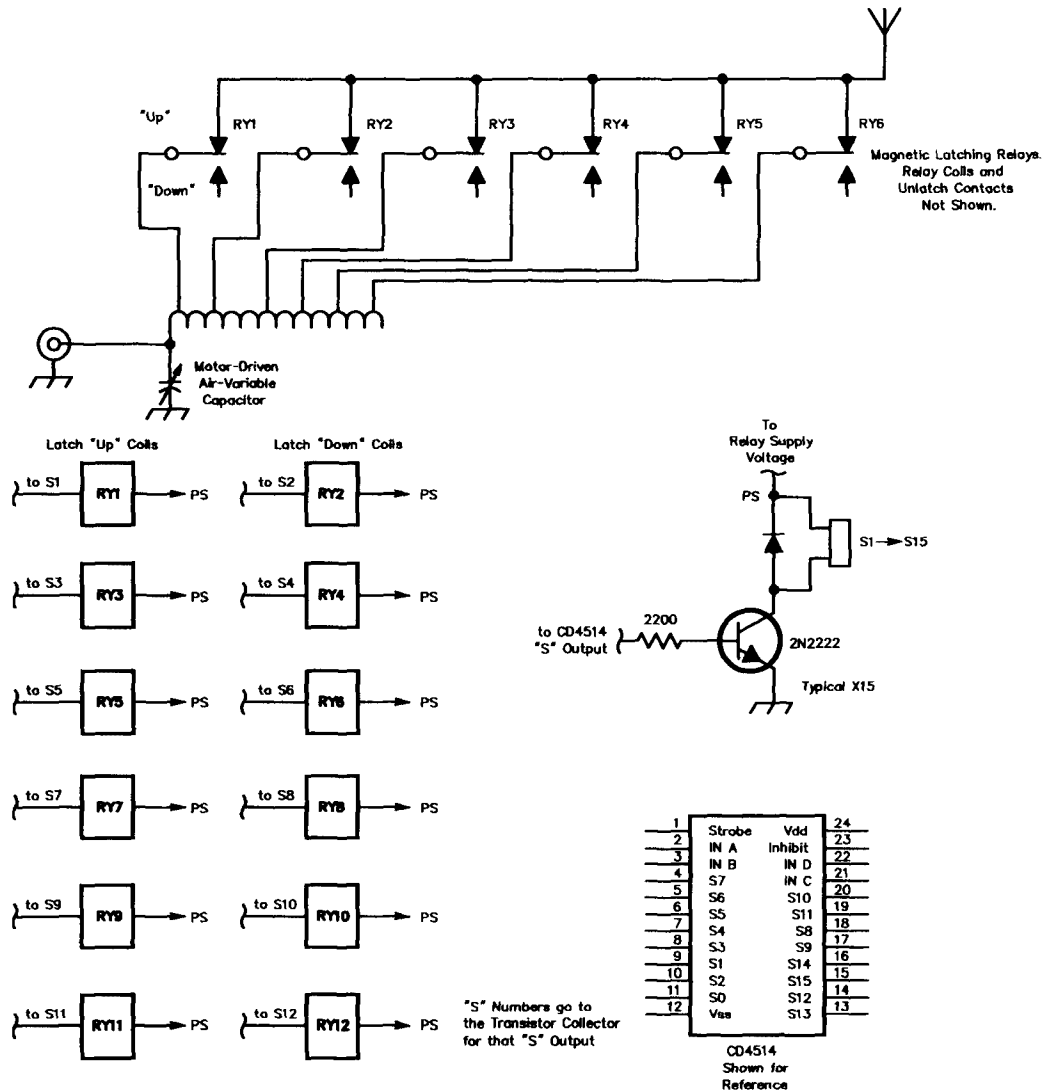 "Up"
RY1
RY2
RY3
RY4
RY5
RY6
"Down"
Magnetic Latching Relays.
Relay Coils and
Unlatch Contacts
Not Shown.
Motor-Driven
Air-Variable
Capacitor
Latch "Up" Coils
Latch "Down" Coils
to S1
RY1
PS
to S2
RY2
PS
to S3
RY3
PS
to S4
RY4
PS
to S5
RY5
PS
to S6
RY6
PS
to S7
RY7
PS
to S8
RY8
PS
to S9
RY9
PS
to S10
RY10
PS
to S11
RY11
PS
to S12
RY12
PS
"S" Numbers go to
the Transistor Collector
for that "S" Output
To
Relay Supply
Voltage
PS
S1 → S15
to CD4514
"S" Output
2200
2N2222
Typical X15
1 Strobe Vdd 24
2 IN A Inhibit 23
3 IN B IN D 22
4 S7 IN C 21
5 S6 S10 20
6 S5 S11 19
7 S4 S8 18
8 S3 S9 17
9 S1 S14 16
10 S2 S15 15
11 S0 S12 14
12 Vss S13 13
CD4514
Shown for
Reference